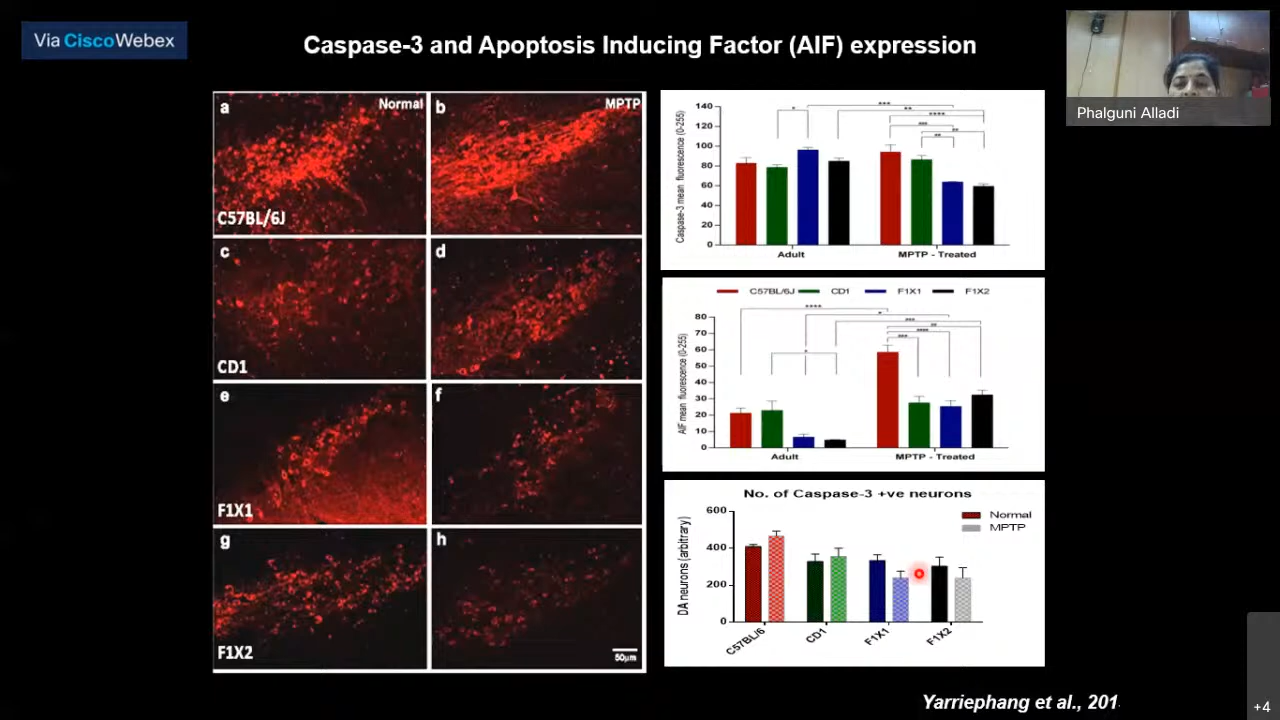 Via Cisco Webex
Caspase-3 and Apoptosis Inducing Factor (AIF) expression
Phalguni Alladi
a
Normal
b
MPTP
C57BL/6J
c
d
CD1
e
f
F1X1
g
h
F1X2
50µm
Caspase-3 mean fluorescence (0-255)
140
120
100
80
60
40
20
0
*
***
**
****
***
**
**
Adult
MPTP - Treated
C57BL/6J
CD1
F1X1
F1X2
AIF mean fluorescence (0-255)
80
70
60
50
40
30
20
10
0
****
*
***
**
****
***
*
Adult
MPTP - Treated
No. of Caspase-3 +ve neurons
DA neurons (arbitrary)
600
400
200
0
Normal
MPTP
C57BL/6
CD1
F1X1
F1X2
Yarriephang et al., 201
+4